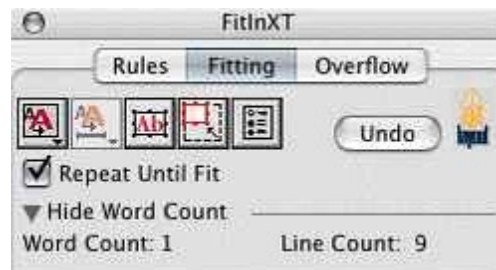 FitInXT
Rules Fitting Overflow
Undo
Repeat Until Fit
Hide Word Count
Word Count: 1 Line Count: 9